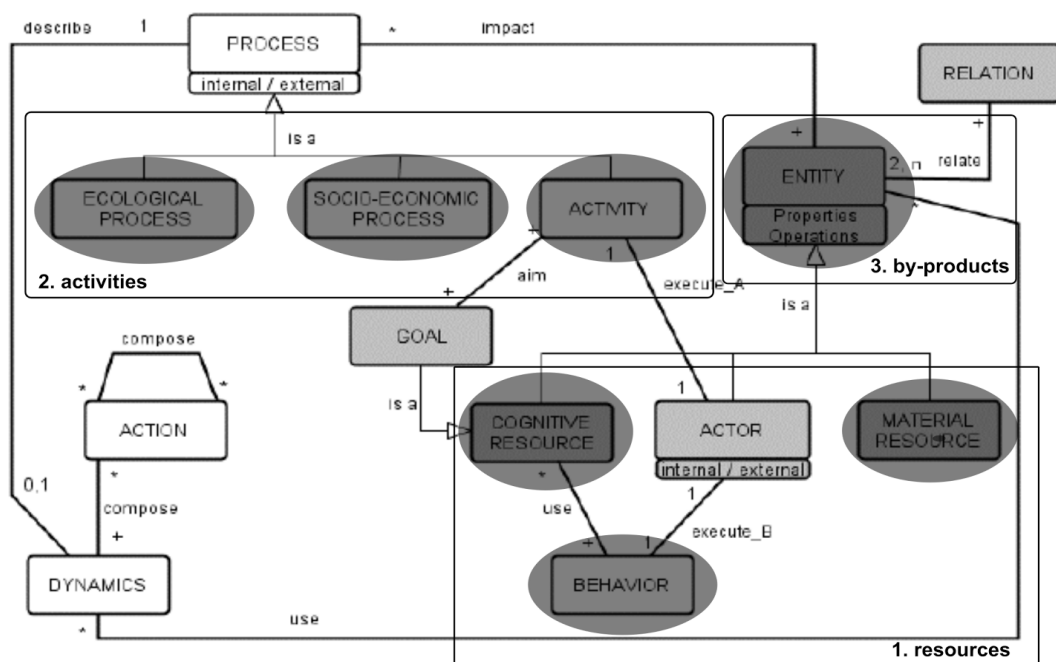 describe 1
PROCESS
internal / external
* impact
RELATION
is a
+
+
2, n relate
*
ECOLOGICAL
PROCESS
SOCIO-ECONOMIC
PROCESS
ACTIVITY
ENTITY
Properties
Operations
+
1
2. activities
3. by-products
aim
execute_A
is a
+
GOAL
compose
* *
ACTION
*
is a
1
COGNITIVE
RESOURCE
ACTOR
internal / external
MATERIAL
RESOURCE
0,1
compose
+
*
use
1
execute_B
+
1
DYNAMICS
BEHAVIOR
*
use
1. resources